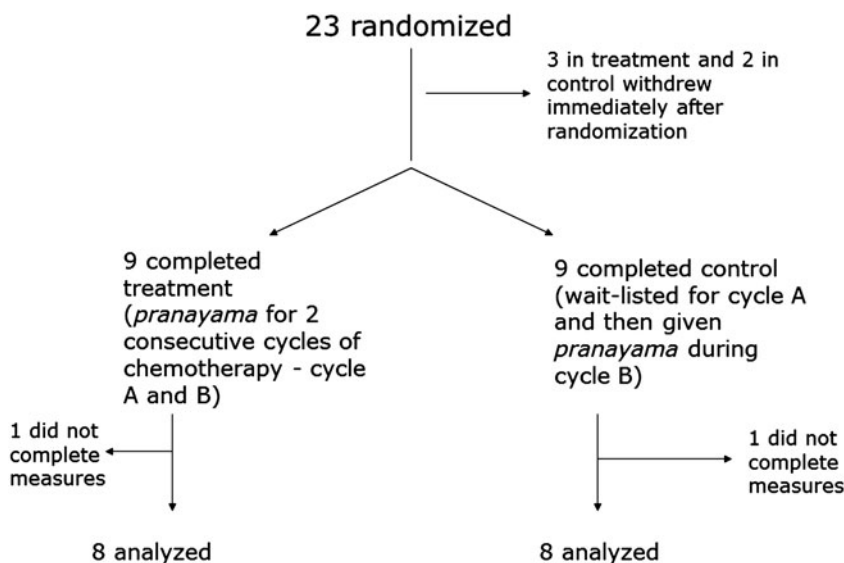 23 randomized
3 in treatment and 2 in
control withdrew
immediately after
randomization
9 completed
treatment
(pranayama for 2
consecutive cycles of
chemotherapy - cycle
A and B)
9 completed control
(wait-listed for cycle A
and then given
pranayama during
cycle B)
1 did not
complete
measures
1 did not
complete
measures
8 analyzed
8 analyzed